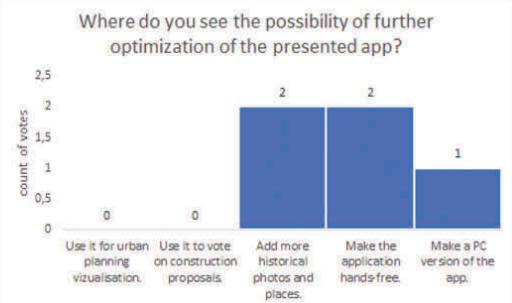 Where do you see the possibility of further
optimization of the presented app?
count of votes
2,5
2
1,5
1
0,5
0
0
0
2
2
1
Use it for urban
planning
vizualisation.
Use it to vote
on construction
proposals.
Add more
historical
photos and
places.
Make the
application
hands-free.
Make a PC
version of the
app.